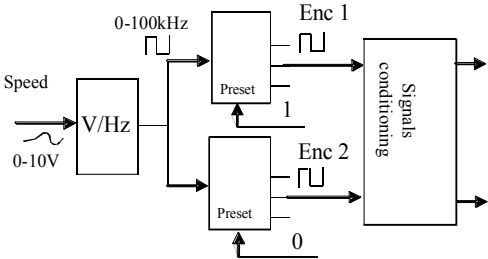 0-100kHz
Enc 1
Speed
V/Hz
0-10V
Preset
1
Signals
conditioning
Enc 2
Preset
0